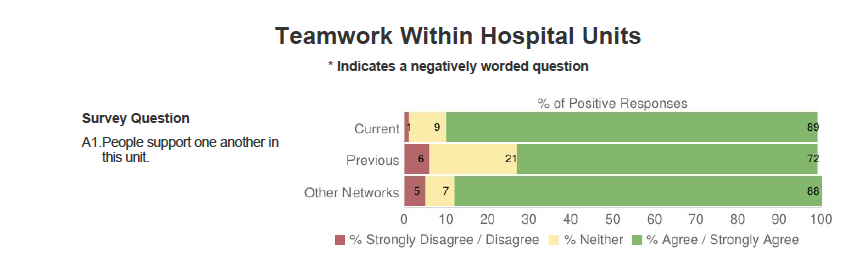 Teamwork Within Hospital Units
* Indicates a negatively worded question
% of Positive Responses
Survey Question
A1.People support one another in
this unit.
Current 1 9 89
Previous 6 21 72
Other Networks 5 7 88
0 10 20 30 40 50 60 70 80 90 100
% Strongly Disagree / Disagree % Neither % Agree / Strongly Agree